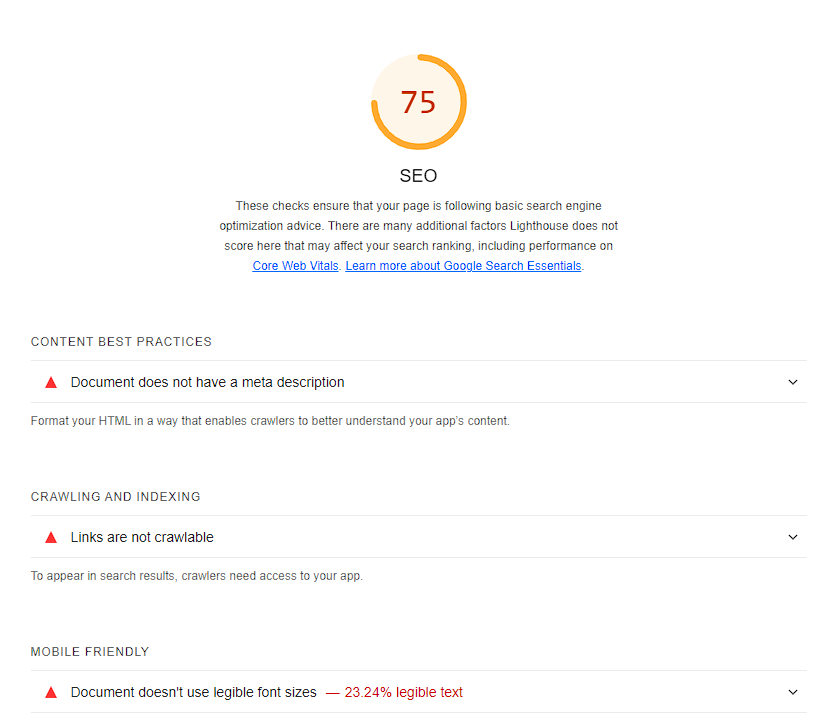 75
SEO
These checks ensure that your page is following basic search engine
optimization advice. There are many additional factors Lighthouse does not
score here that may affect your search ranking, including performance on
Core Web Vitals. Learn more about Google Search Essentials.
CONTENT BEST PRACTICES
Document does not have a meta description
Format your HTML in a way that enables crawlers to better understand your app's content.
CRAWLING AND INDEXING
Links are not crawlable
To appear in search results, crawlers need access to your app.
MOBILE FRIENDLY
Document doesn't use legible font sizes — 23.24% legible text